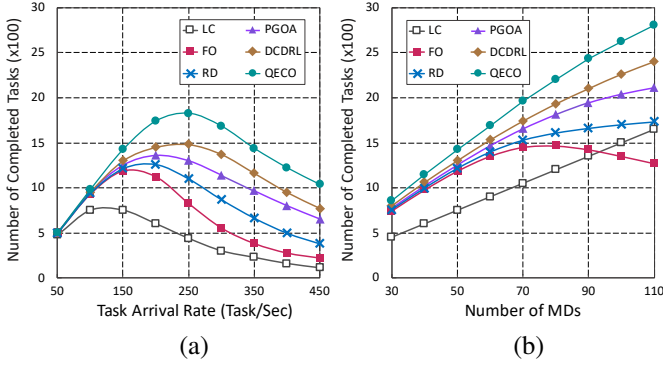 Number of Completed Tasks (x100)
30
25
20
15
10
5
0
LC
PGOA
FO
DCDRL
RD
QECO
50
150
250
350
450
Task Arrival Rate (Task/Sec)
(a)
Number of Completed Tasks (x100)
30
25
20
15
10
5
0
LC
PGOA
FO
DCDRL
RD
QECO
30
50
70
90
110
Number of MDs
(b)